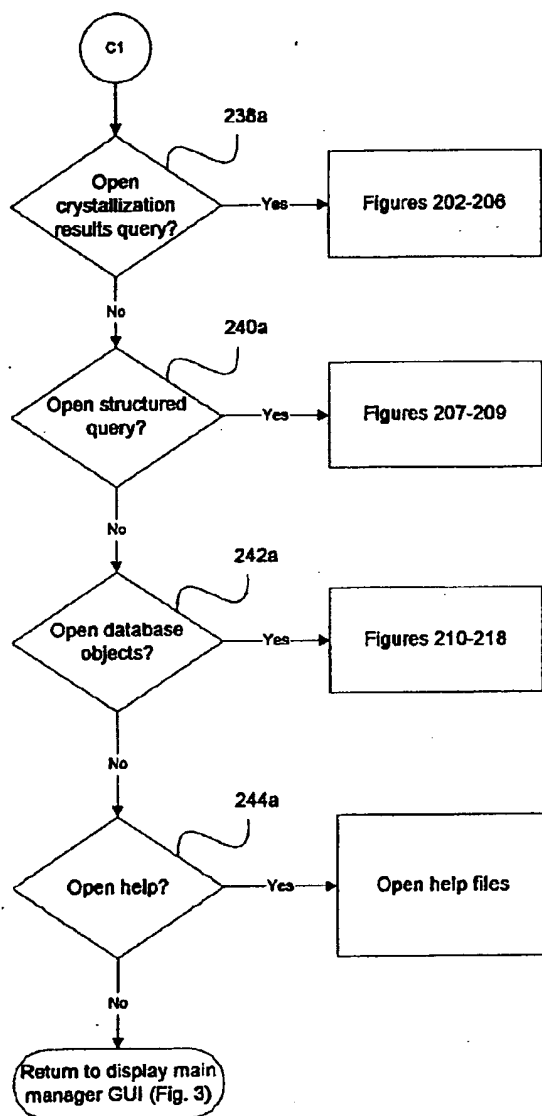 C1
238a
Open
crystallization
results query?
Yes
Figures 202-206
No
240a
Open structured
query?
Yes
Figures 207-209
No
242a
Open database
objects?
Yes
Figures 210-218
No
244a
Open help?
Yes
Open help files
No
Return to display main
manager GUI (Fig. 3)